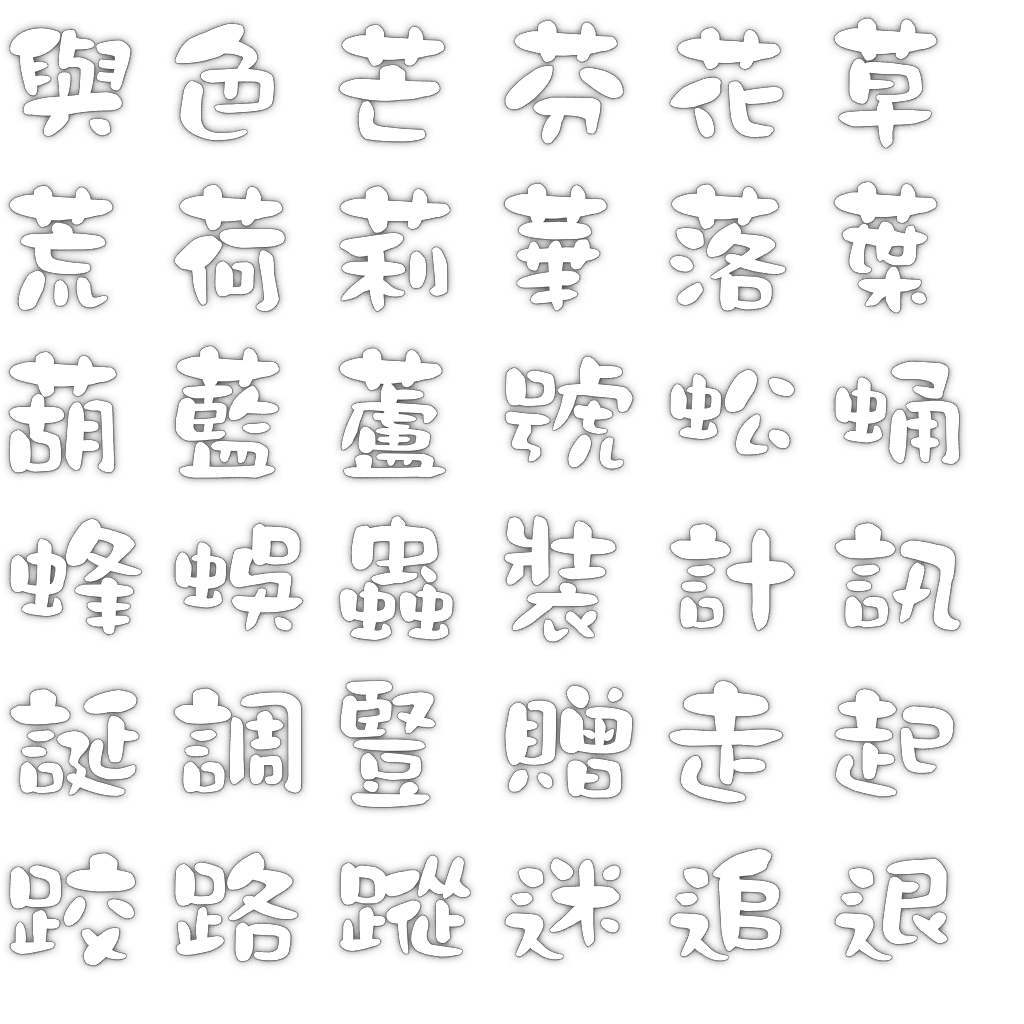 與色芒芬花草
荒荷莉華落葉
葫藍蘆號蚣蛹
蜂蜈蟲裝計訊
誕調豎贈走起
跤路蹤迷追退